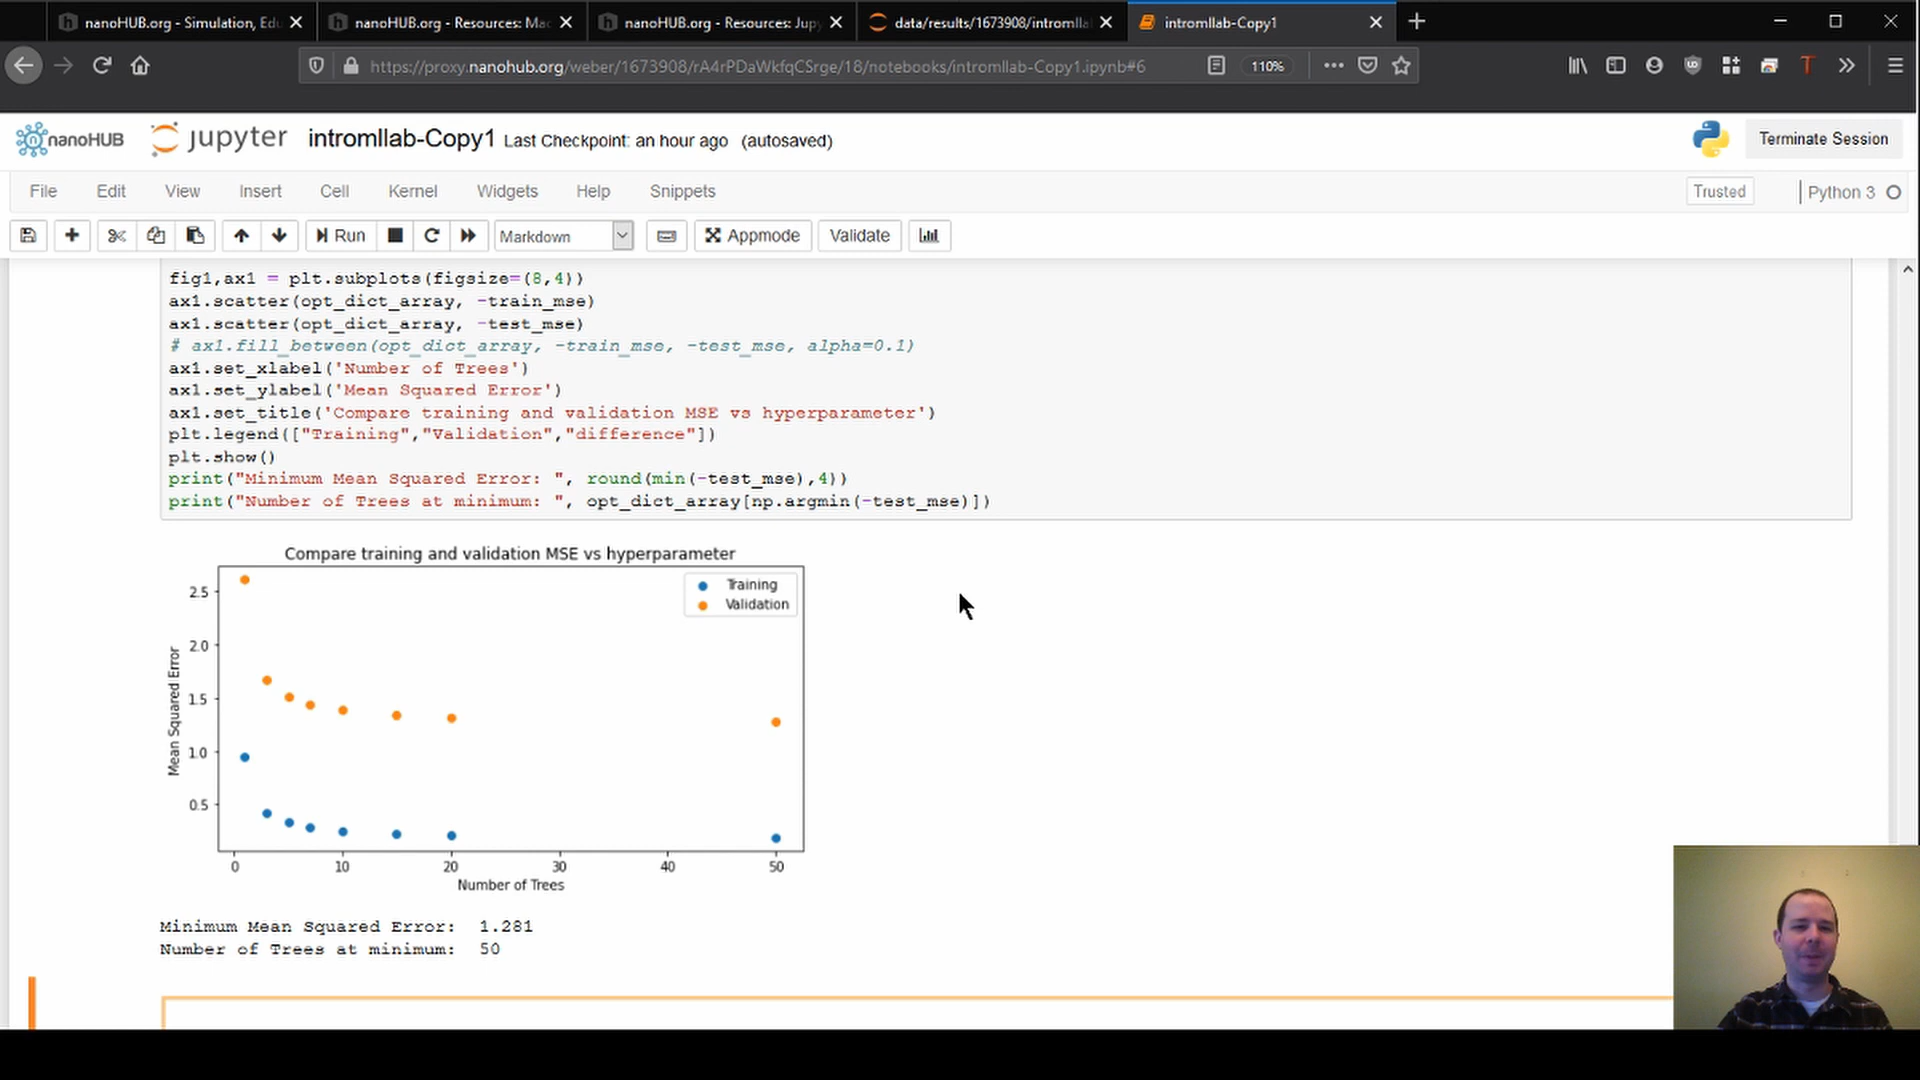 nanoHUB.org - Simulation, Edu
nanoHUB.org - Resources: Mac
nanoHUB.org - Resources: Jup
data/results/1673908/intromlla
intromllab-Copy1
https://proxy.nanohub.org/weber/1673908/rA4rPDaWkfqCSrge/18/notebooks/intromllab-Copy1.ipynb#6
110%
nanoHUB
jupyter
intromllab-Copy1 Last Checkpoint: an hour ago (autosaved)
Terminate Session
File Edit View Insert Cell Kernel Widgets Help Snippets
Trusted
Python 3
Run
Markdown
Appmode
Validate
fig1,ax1 = plt.subplots(figsize=(8,4))
ax1.scatter(opt_dict_array, -train_mse)
ax1.scatter(opt_dict_array, -test_mse)
# ax1.fill_between(opt_dict_array, -train_mse, -test_mse, alpha=0.1)
ax1.set_xlabel('Number of Trees')
ax1.set_ylabel('Mean Squared Error')
ax1.set_title('Compare training and validation MSE vs hyperparameter')
plt.legend(["Training","Validation","difference"])
plt.show()
print("Minimum Mean Squared Error: ", round(min(-test_mse),4))
print("Number of Trees at minimum: ", opt_dict_array[np.argmin(-test_mse)])
Compare training and validation MSE vs hyperparameter
Training
Validation
Mean Squared Error
2.5
2.0
1.5
1.0
0.5
0 10 20 30 40 50
Number of Trees
Minimum Mean Squared Error:  1.281
Number of Trees at minimum:  50